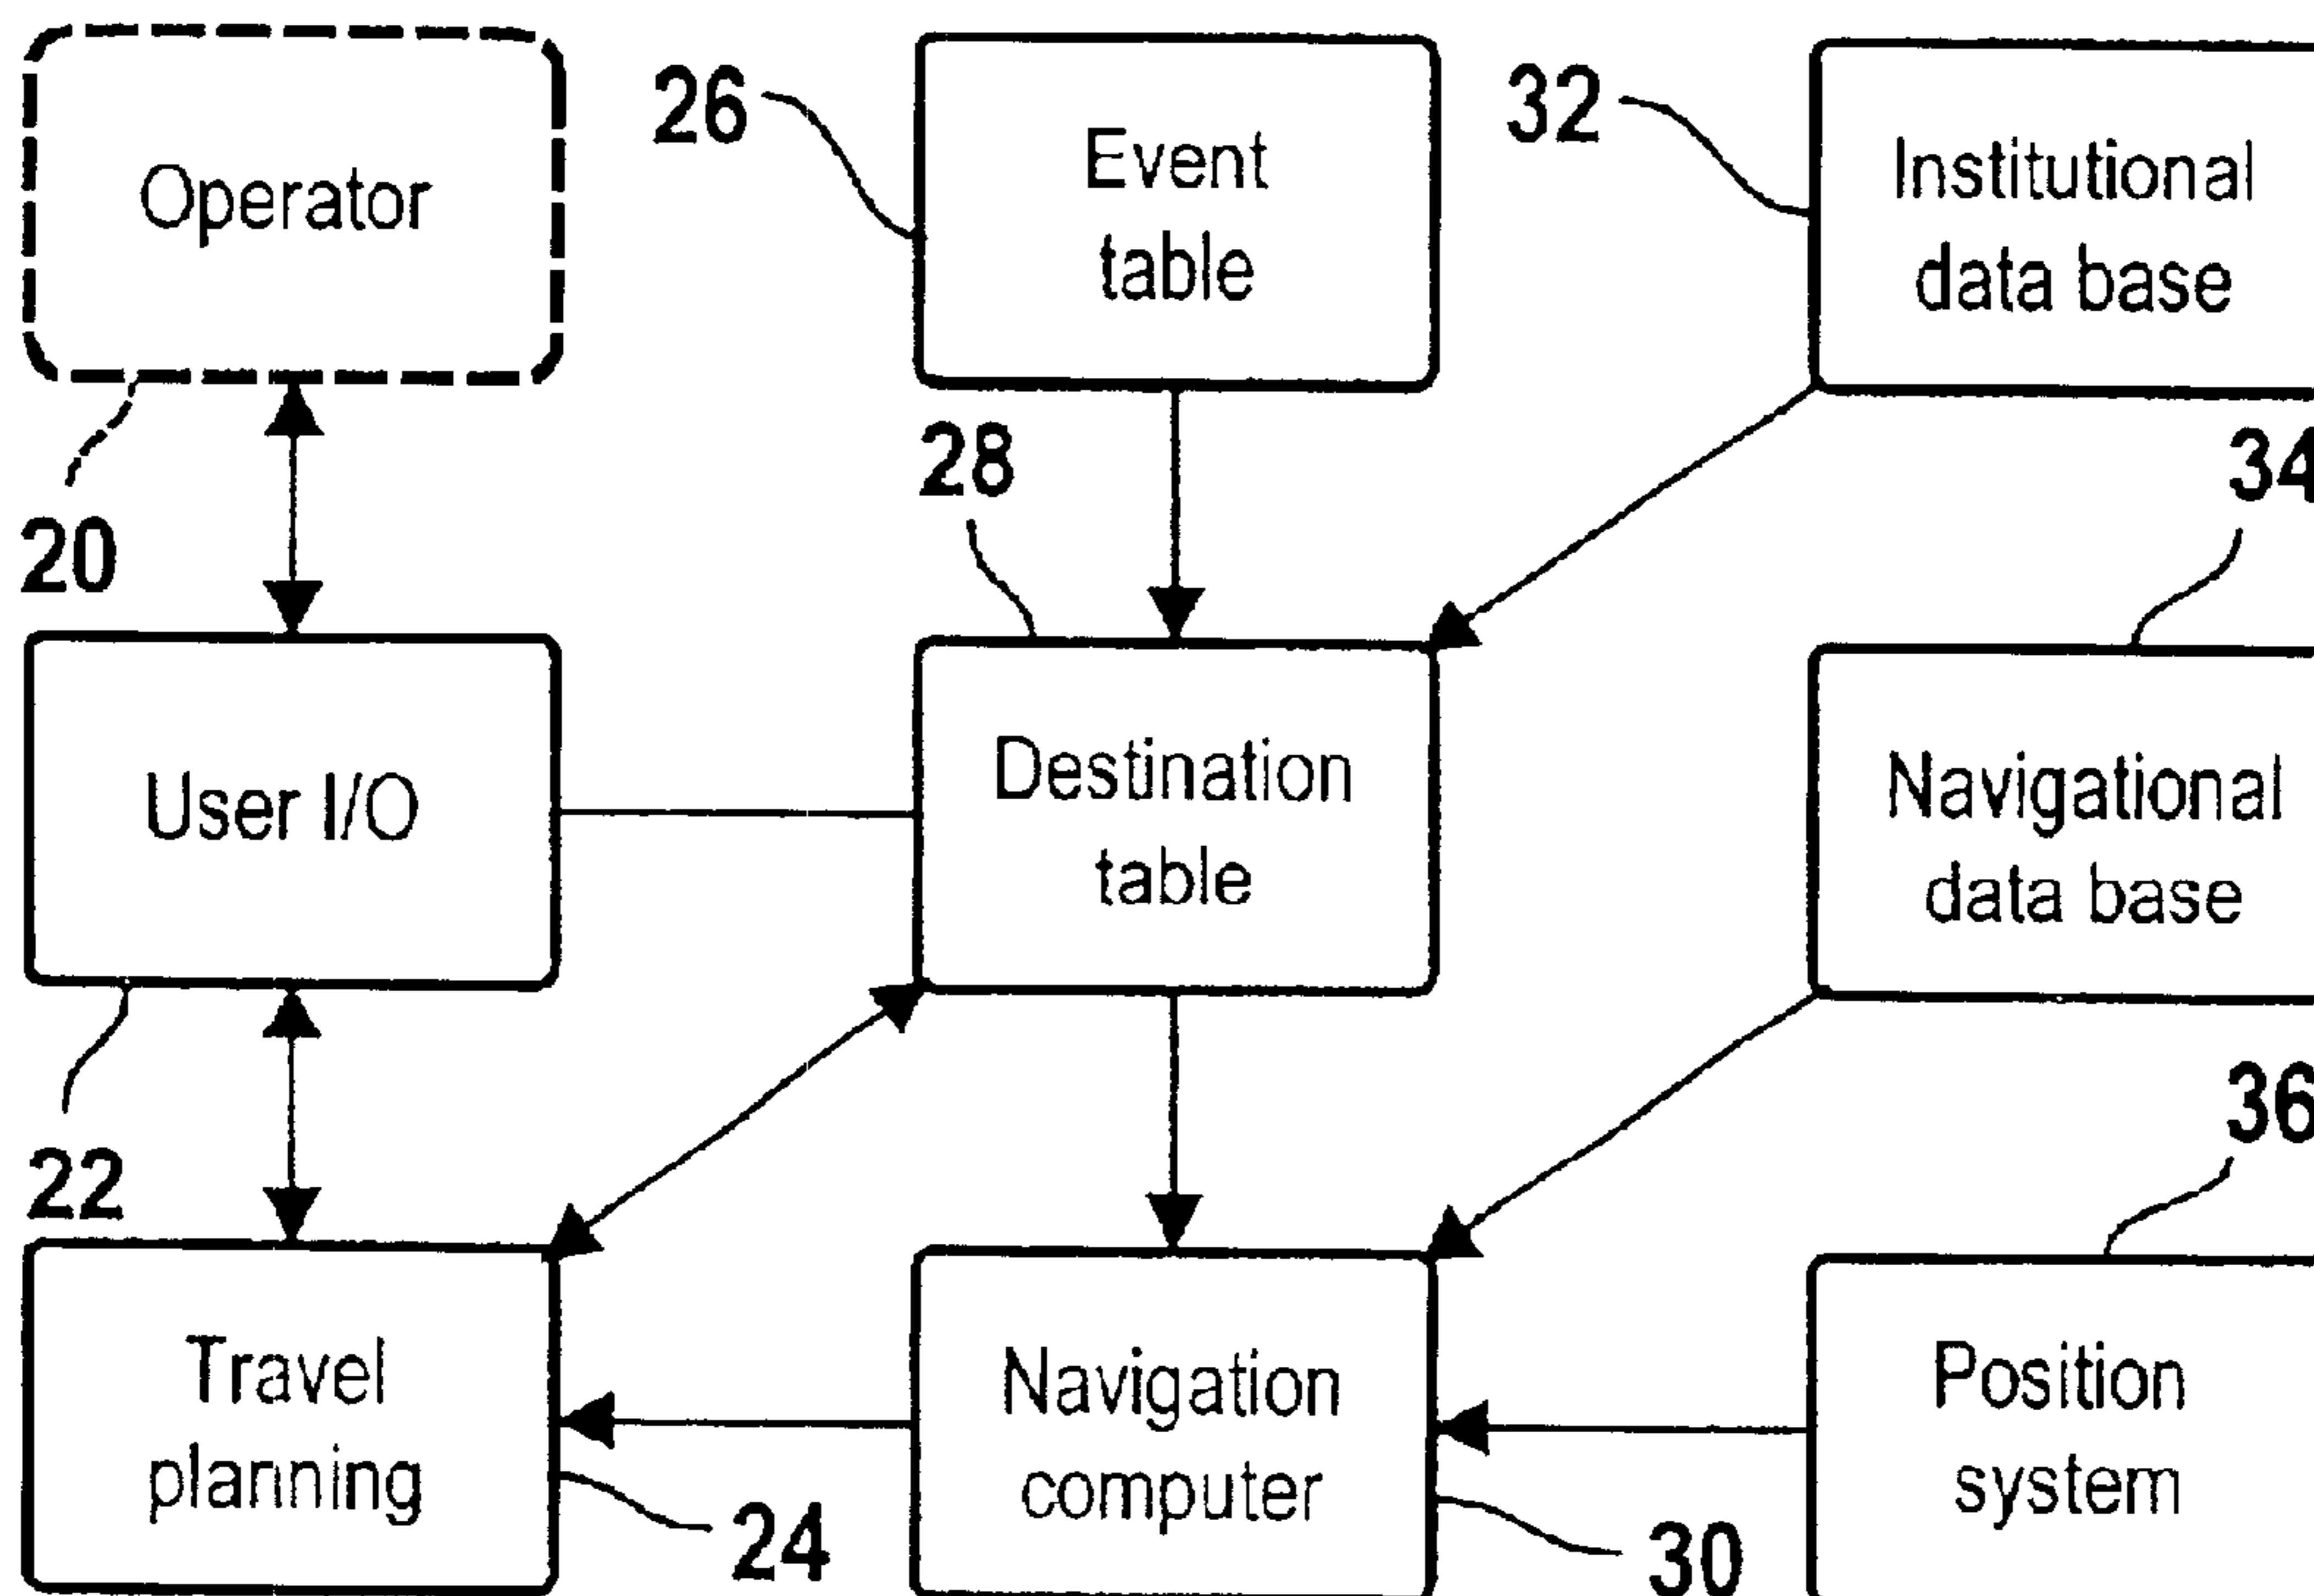 Operator
20
26
Event
table
32
Institutional
data base
28
34
User I/O
22
Destination
table
Navigational
data base
36
Travel
planning
24
Navigation
computer
30
Position
system